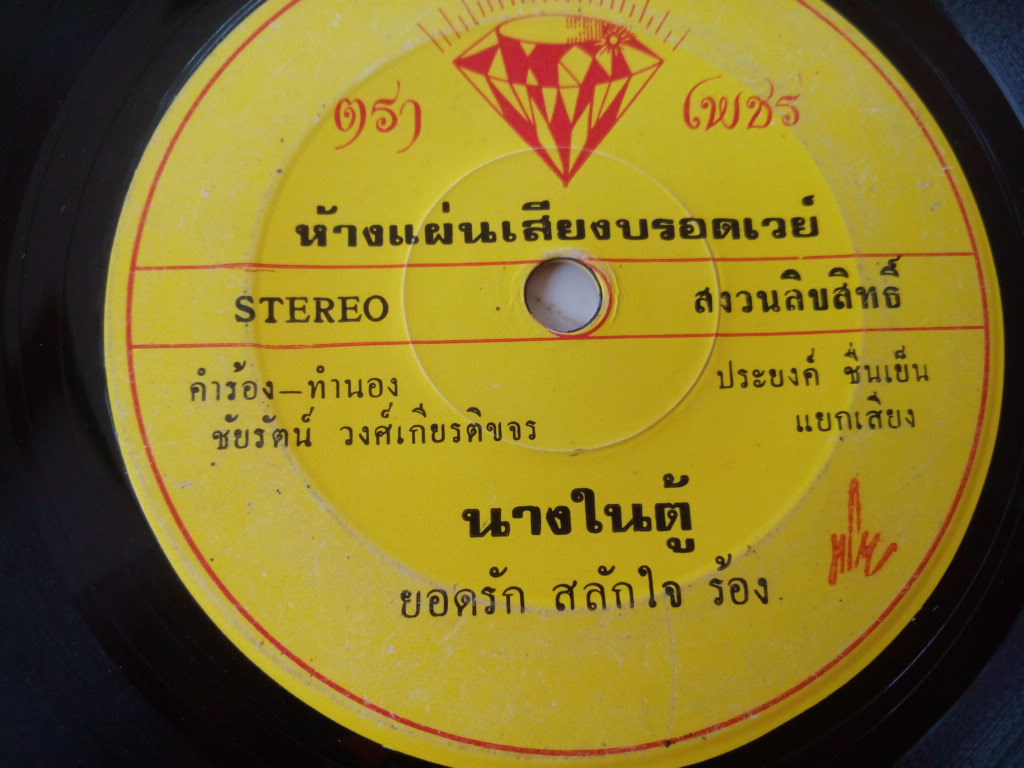 ตรา เพชร
ห้างแผ่นเสียงบรอดเวย์
STEREO สงวนลิขสิทธิ์
คำร้อง–ทำนอง
ชัยรัตน์ วงศ์เกียรติขจร
ประยงค์ ชื่นเย็น
แยกเสียง
นางในตู้
ยอดรัก สลักใจ ร้อง